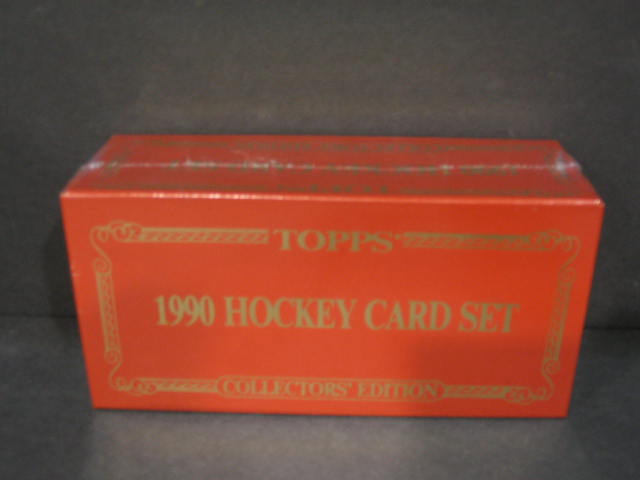 TOPPS
1990 HOCKEY CARD SET
COLLECTORS' EDITION